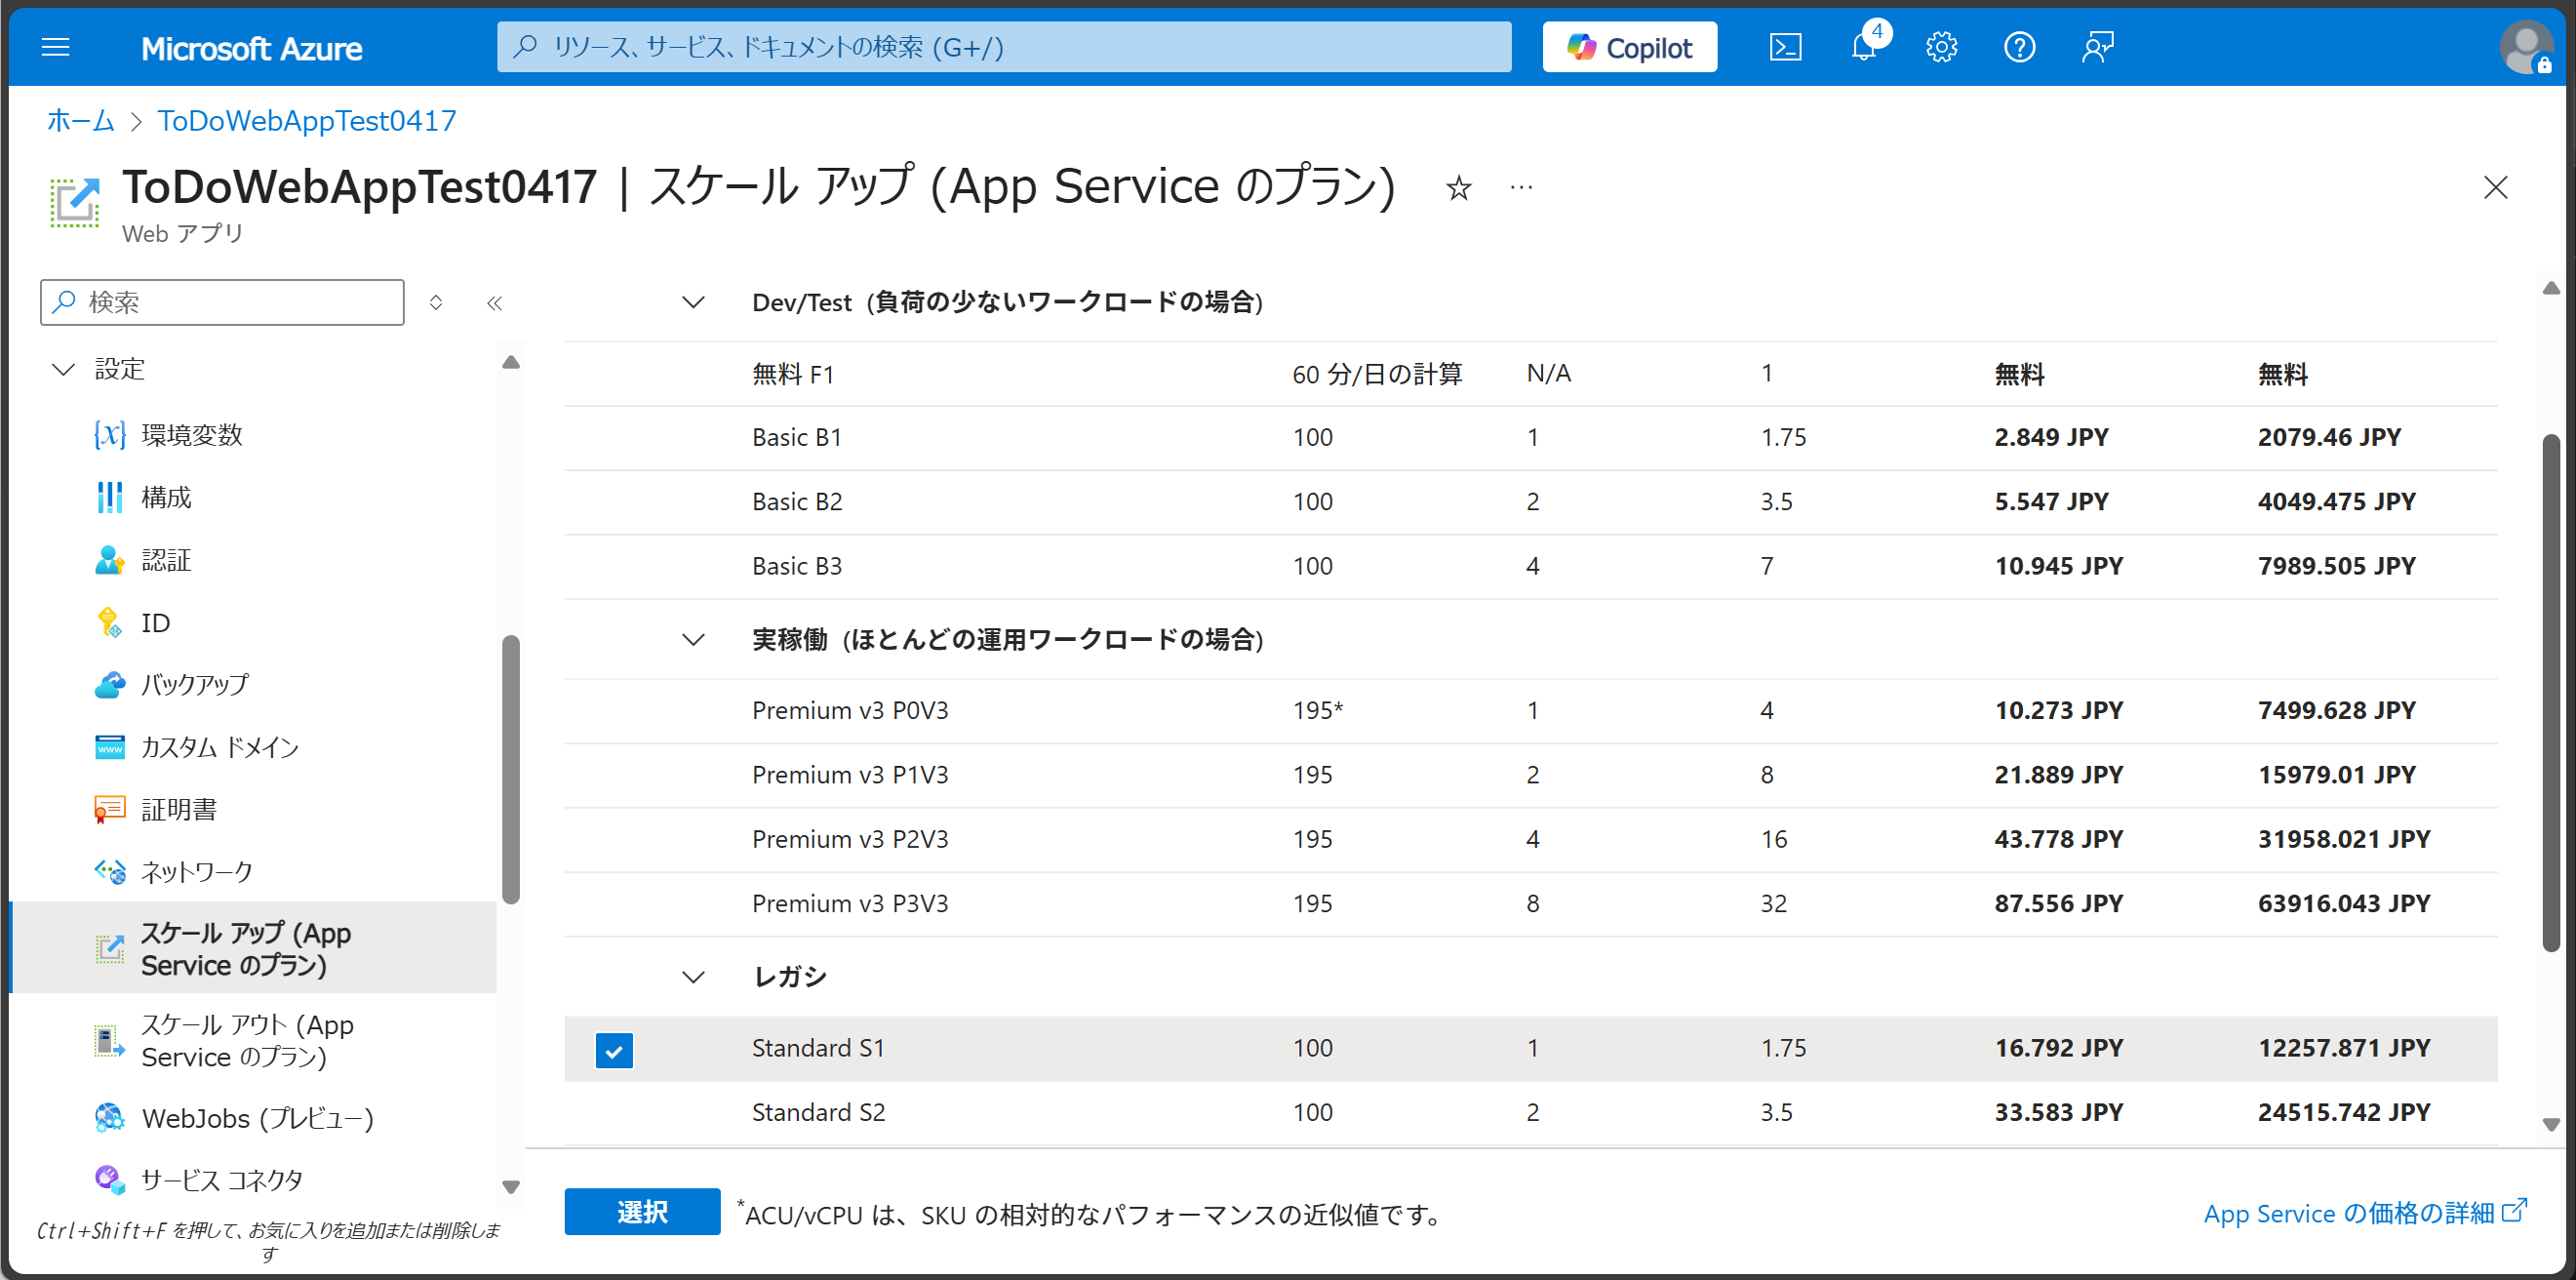 Microsoft Azure
リソース、サービス、ドキュメントの検索 (G+/)
Copilot
4
ホーム > ToDoWebAppTest0417
ToDoWebAppTest0417 | スケール アップ (App Service のプラン)
Web アプリ
検索
設定
環境変数
構成
認証
ID
バックアップ
カスタム ドメイン
証明書
ネットワーク
スケール アップ (App
Service のプラン)
スケール アウト (App
Service のプラン)
WebJobs (プレビュー)
サービス コネクタ
Ctrl+Shift+F を押して、お気に入りを追加または削除しま
す
Dev/Test (負荷の少ないワークロードの場合)
無料 F1 60 分/日の計算 N/A 1 無料 無料
Basic B1 100 1 1.75 2.849 JPY 2079.46 JPY
Basic B2 100 2 3.5 5.547 JPY 4049.475 JPY
Basic B3 100 4 7 10.945 JPY 7989.505 JPY
実稼働 (ほとんどの運用ワークロードの場合)
Premium v3 P0V3 195* 1 4 10.273 JPY 7499.628 JPY
Premium v3 P1V3 195 2 8 21.889 JPY 15979.01 JPY
Premium v3 P2V3 195 4 16 43.778 JPY 31958.021 JPY
Premium v3 P3V3 195 8 32 87.556 JPY 63916.043 JPY
レガシ
Standard S1 100 1 1.75 16.792 JPY 12257.871 JPY
Standard S2 100 2 3.5 33.583 JPY 24515.742 JPY
選択
*ACU/vCPU は、SKU の相対的なパフォーマンスの近似値です。
App Service の価格の詳細